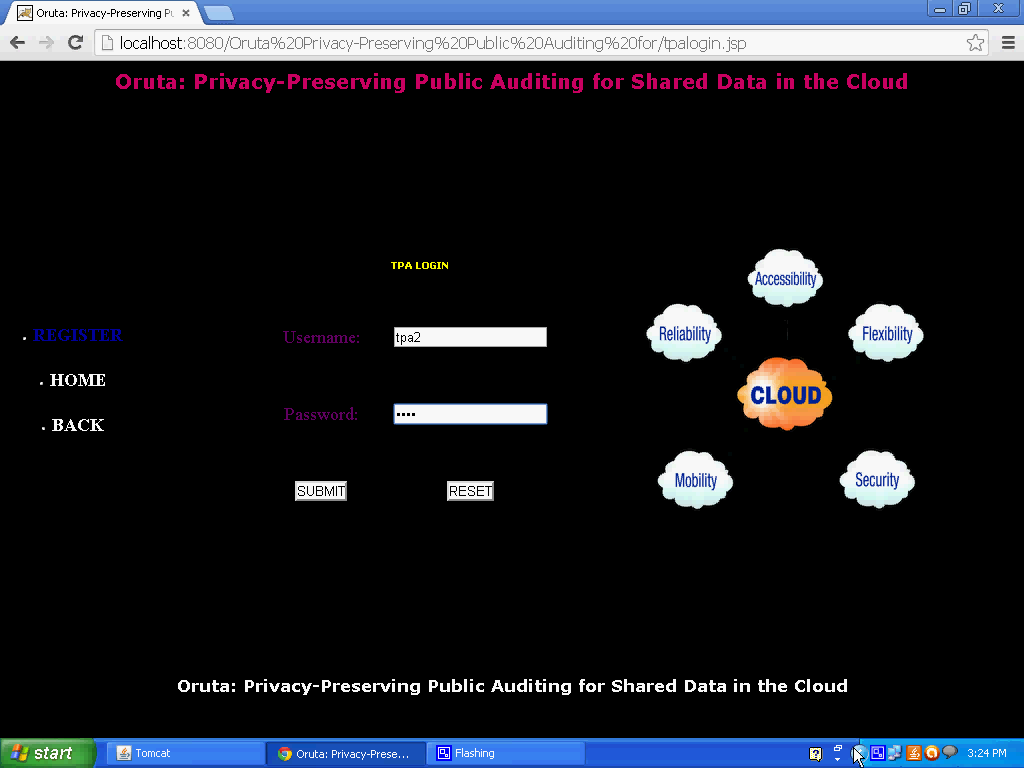 Oruta: Privacy-Preserving Pu
localhost:8080/Oruta%20Privacy-Preserving%20Public%20Auditing%20for/tpalogin.jsp
Oruta: Privacy-Preserving Public Auditing for Shared Data in the Cloud
TPA LOGIN
REGISTER
HOME
BACK
Username:
tpa2
Password:
••••
SUBMIT
RESET
Accessibility
Reliability
Flexibility
CLOUD
Mobility
Security
Oruta: Privacy-Preserving Public Auditing for Shared Data in the Cloud
start
Tomcat
Oruta: Privacy-Prese...
Flashing
3:24 PM